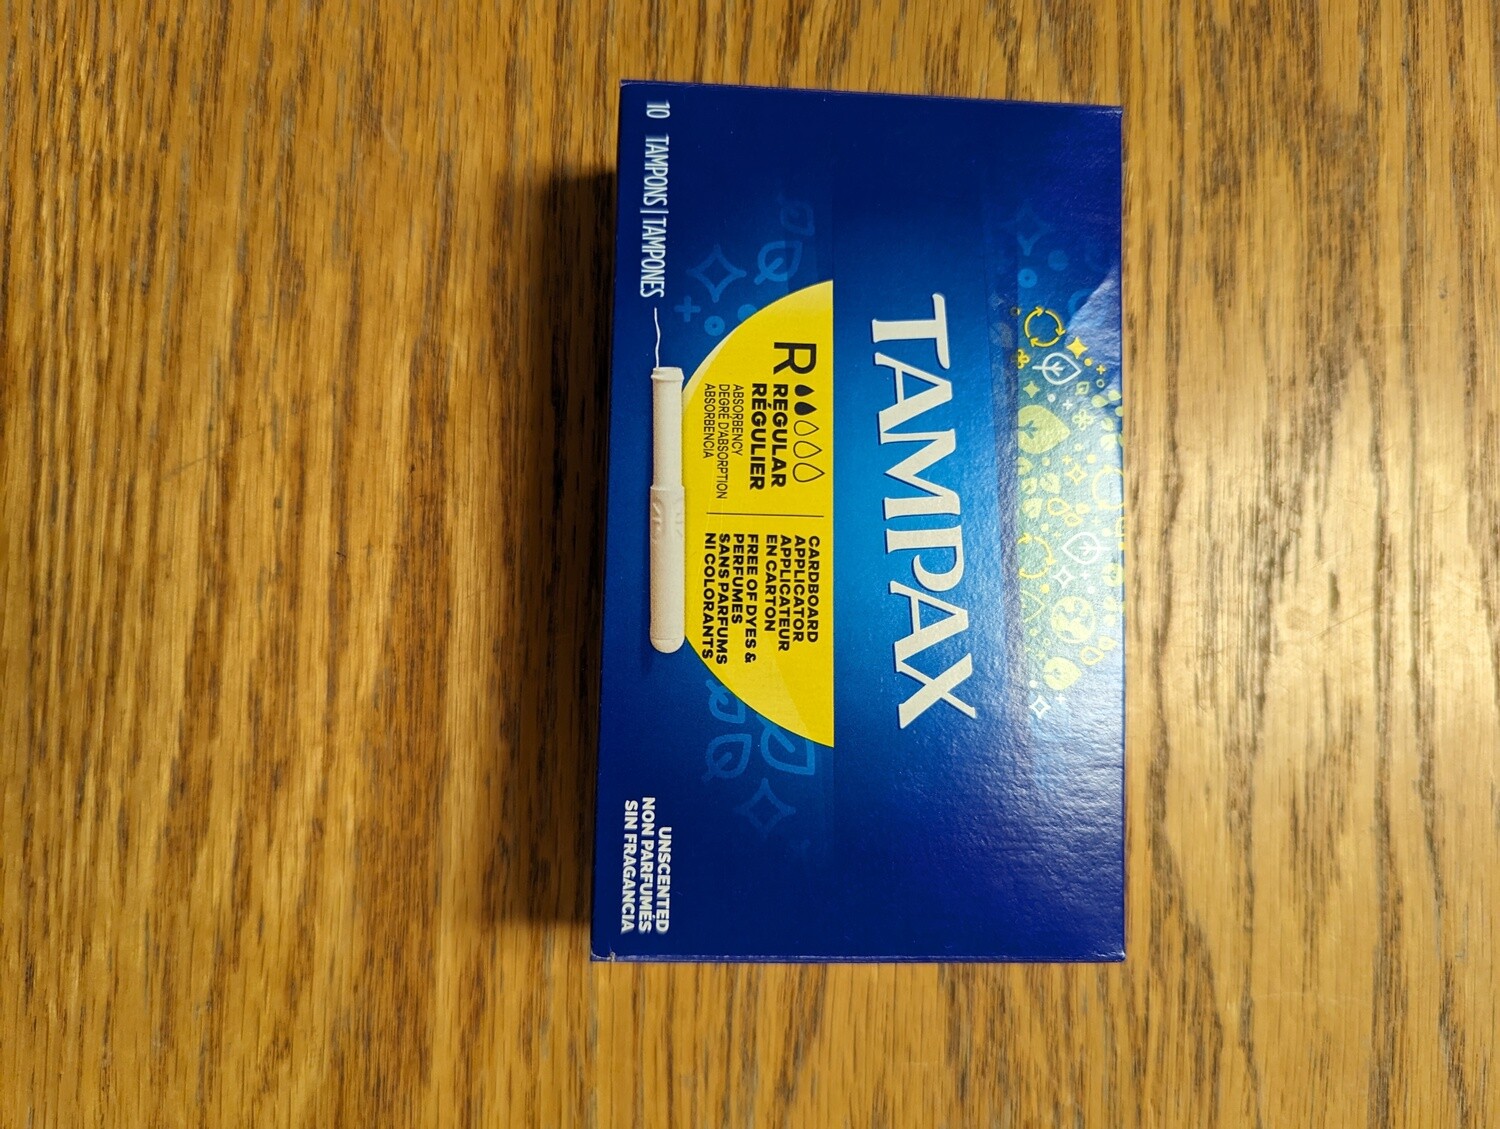 TAMPAX
R
REGULAR
RÉGULIER
ABSORBENCY
DEGRÉ D'ABSORPTION
ABSORBENCIA
CARDBOARD
APPLICATOR
APPLICATEUR
EN CARTON
FREE OF DYES &
PERFUMES
SANS PARFUMS
NI COLORANTS
10 TAMPONS | TAMPONES
UNSCENTED
NON PARFUMÉS
SIN FRAGANCIA